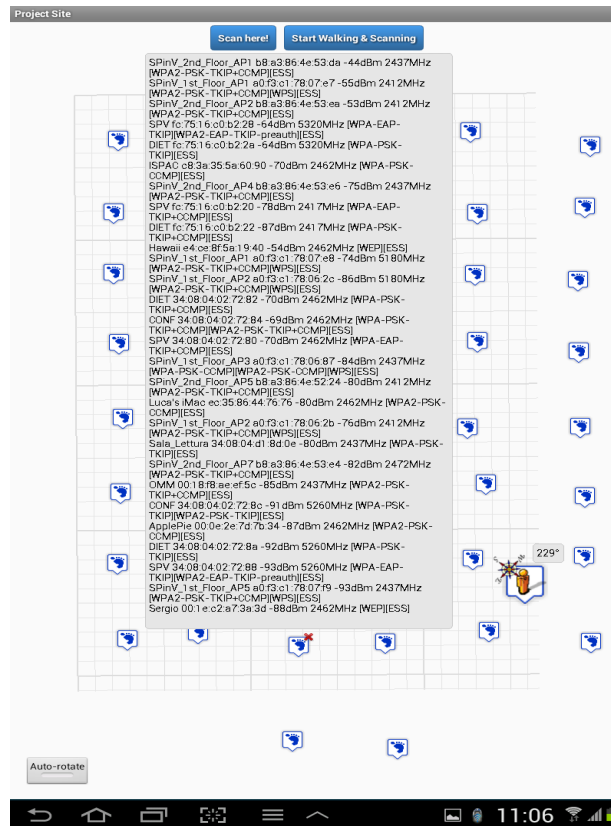 Project Site
Scan here!
Start Walking & Scanning
SPinV_2nd_Floor_AP1 b8:a3:86:4e:53:da -44dBm 2437MHz
[WPA2-PSK-TKIP+CCMP][ESS]
SPinV_1st_Floor_AP1 a0:f3:c1:78:07:e7 -55dBm 2412MHz
[WPA2-PSK-TKIP+CCMP][WPS][ESS]
SPinV_2nd_Floor_AP2 b8:a3:86:4e:53:ea -53dBm 2412MHz
[WPA2-PSK-TKIP+CCMP][ESS]
SPV fc:75:16:c0:b2:28 -64dBm 5320MHz [WPA-EAP-
TKIP][WPA2-EAP-TKIP-preauth][ESS]
DIET fc:75:16:c0:b2:2a -64dBm 5320MHz [WPA-PSK-
TKIP][ESS]
ISPAC c8:3a:35:5a:60:90 -70dBm 2462MHz [WPA-PSK-
CCMP][ESS]
SPinV_2nd_Floor_AP4 b8:a3:86:4e:53:e6 -75dBm 2437MHz
[WPA2-PSK-TKIP+CCMP][ESS]
SPV fc:75:16:c0:b2:20 -78dBm 2417MHz [WPA-EAP-
TKIP+CCMP][ESS]
DIET fc:75:16:c0:b2:22 -87dBm 2417MHz [WPA-PSK-
TKIP+CCMP][ESS]
Hawaii e4:ce:8f:5a:19:40 -54dBm 2462MHz [WEP][ESS]
SPinV_1st_Floor_AP1 a0:f3:c1:78:07:e8 -74dBm 5180MHz
[WPA2-PSK-TKIP+CCMP][WPS][ESS]
SPinV_1st_Floor_AP2 a0:f3:c1:78:06:2c -86dBm 5180MHz
[WPA2-PSK-TKIP+CCMP][WPS][ESS]
DIET 34:08:04:02:72:82 -70dBm 2462MHz [WPA-PSK-
TKIP+CCMP][ESS]
CONF 34:08:04:02:72:84 -69dBm 2462MHz [WPA-PSK-
TKIP+CCMP][WPA2-PSK-TKIP+CCMP][ESS]
SPV 34:08:04:02:72:80 -70dBm 2462MHz [WPA-EAP-
TKIP+CCMP][ESS]
SPinV_1st_Floor_AP3 a0:f3:c1:78:06:87 -84dBm 2437MHz
[WPA-PSK-CCMP][WPA2-PSK-CCMP][WPS][ESS]
SPinV_2nd_Floor_AP5 b8:a3:86:4e:52:24 -80dBm 2412MHz
[WPA2-PSK-TKIP+CCMP][ESS]
Luca's iMac ec:35:86:44:76:76 -80dBm 2462MHz [WPA2-PSK-
CCMP][ESS]
SPinV_1st_Floor_AP2 a0:f3:c1:78:06:2b -76dBm 2412MHz
[WPA2-PSK-TKIP+CCMP][WPS][ESS]
Sala_Lettura 34:08:04:d1:8d:0e -80dBm 2437MHz [WPA-PSK-
TKIP][ESS]
SPinV_2nd_Floor_AP7 b8:a3:86:4e:53:e4 -82dBm 2472MHz
[WPA2-PSK-TKIP+CCMP][ESS]
OMM 00:18:f8:ae:ef:5c -85dBm 2437MHz [WPA-PSK-
TKIP+CCMP][ESS]
CONF 34:08:04:02:72:8c -91dBm 5260MHz [WPA-PSK-
TKIP][WPA2-PSK-TKIP][ESS]
ApplePie 00:0e:2e:7d:7b:34 -87dBm 2462MHz [WPA2-PSK-
CCMP][ESS]
DIET 34:08:04:02:72:8a -92dBm 5260MHz [WPA-PSK-
TKIP][ESS]
SPV 34:08:04:02:72:88 -93dBm 5260MHz [WPA-EAP-
TKIP][WPA2-EAP-TKIP-preauth][ESS]
SPinV_1st_Floor_AP5 a0:f3:c1:78:07:f9 -93dBm 2437MHz
[WPA2-PSK-TKIP+CCMP][WPS][ESS]
Sergio 00:1e:c2:a7:3a:3d -88dBm 2462MHz [WEP][ESS]
229°
Auto-rotate
11:06